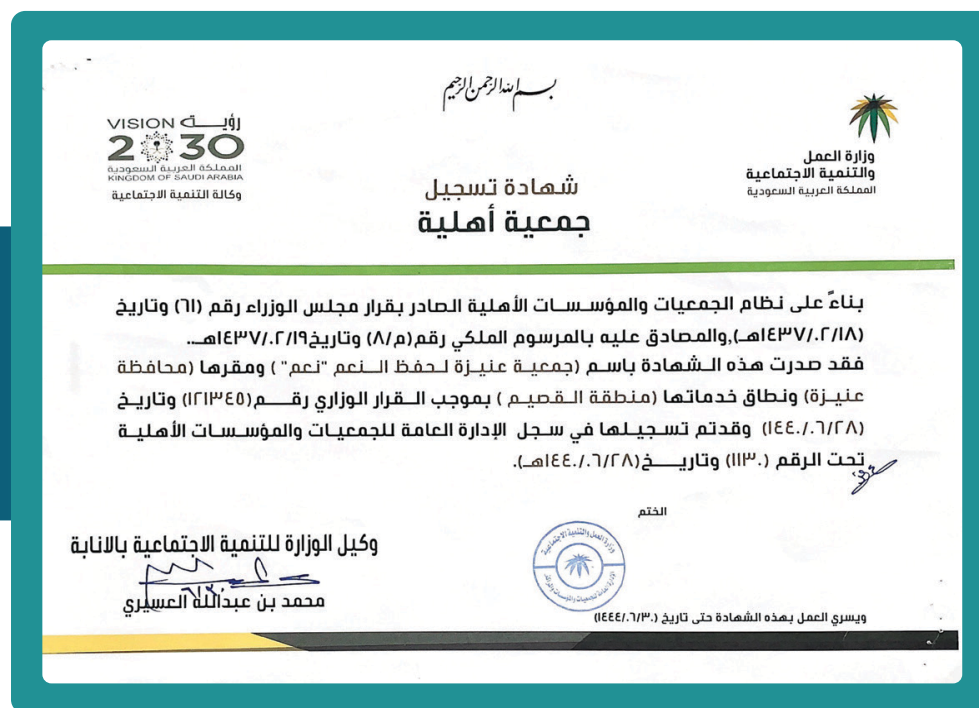 بسم الله الرحمن الرحيم
رؤيـــة VISION
2030
المملكة العربية السعودية
KINGDOM OF SAUDI ARABIA
وكالة التنمية الاجتماعية
وزارة العمل
والتنمية الاجتماعية
المملكة العربية السعودية
شهادة تسجيل
جمعية أهلية
بناءً على نظام الجمعيات والمؤسسات الأهلية الصادر بقرار مجلس الوزراء رقم (٦١) وتاريخ
(١٤٣٧/٠٢/١٨هـ),والمصادق عليه بالمرسوم الملكي رقم(م/٨) وتاريخ١٤٣٧/٠٢/١٩هـ..
فقد صدرت هذه الشهادة باسم (جمعية عنيزة لحفظ النعم "نعم" ) ومقرها (محافظة
عنيزة) ونطاق خدماتها (منطقة القصيم ) بموجب القرار الوزاري رقم(١٢١٣٤٥) وتاريخ
(١٤٤٠/٠٦/٢٨) وقدتم تسجيلها في سجل الإدارة العامة للجمعيات والمؤسسات الأهلية
تحت الرقم (١١٣٠) وتاريخ(١٤٤٠/٠٦/٢٨هـ).
الختم
وكيل الوزارة للتنمية الاجتماعية بالانابة
محمد بن عبدالله العسيري
وزارة العمل والتنمية الاجتماعية
ويسري العمل بهذه الشهادة حتى تاريخ (١٤٤٤/٠٦/٣٠)